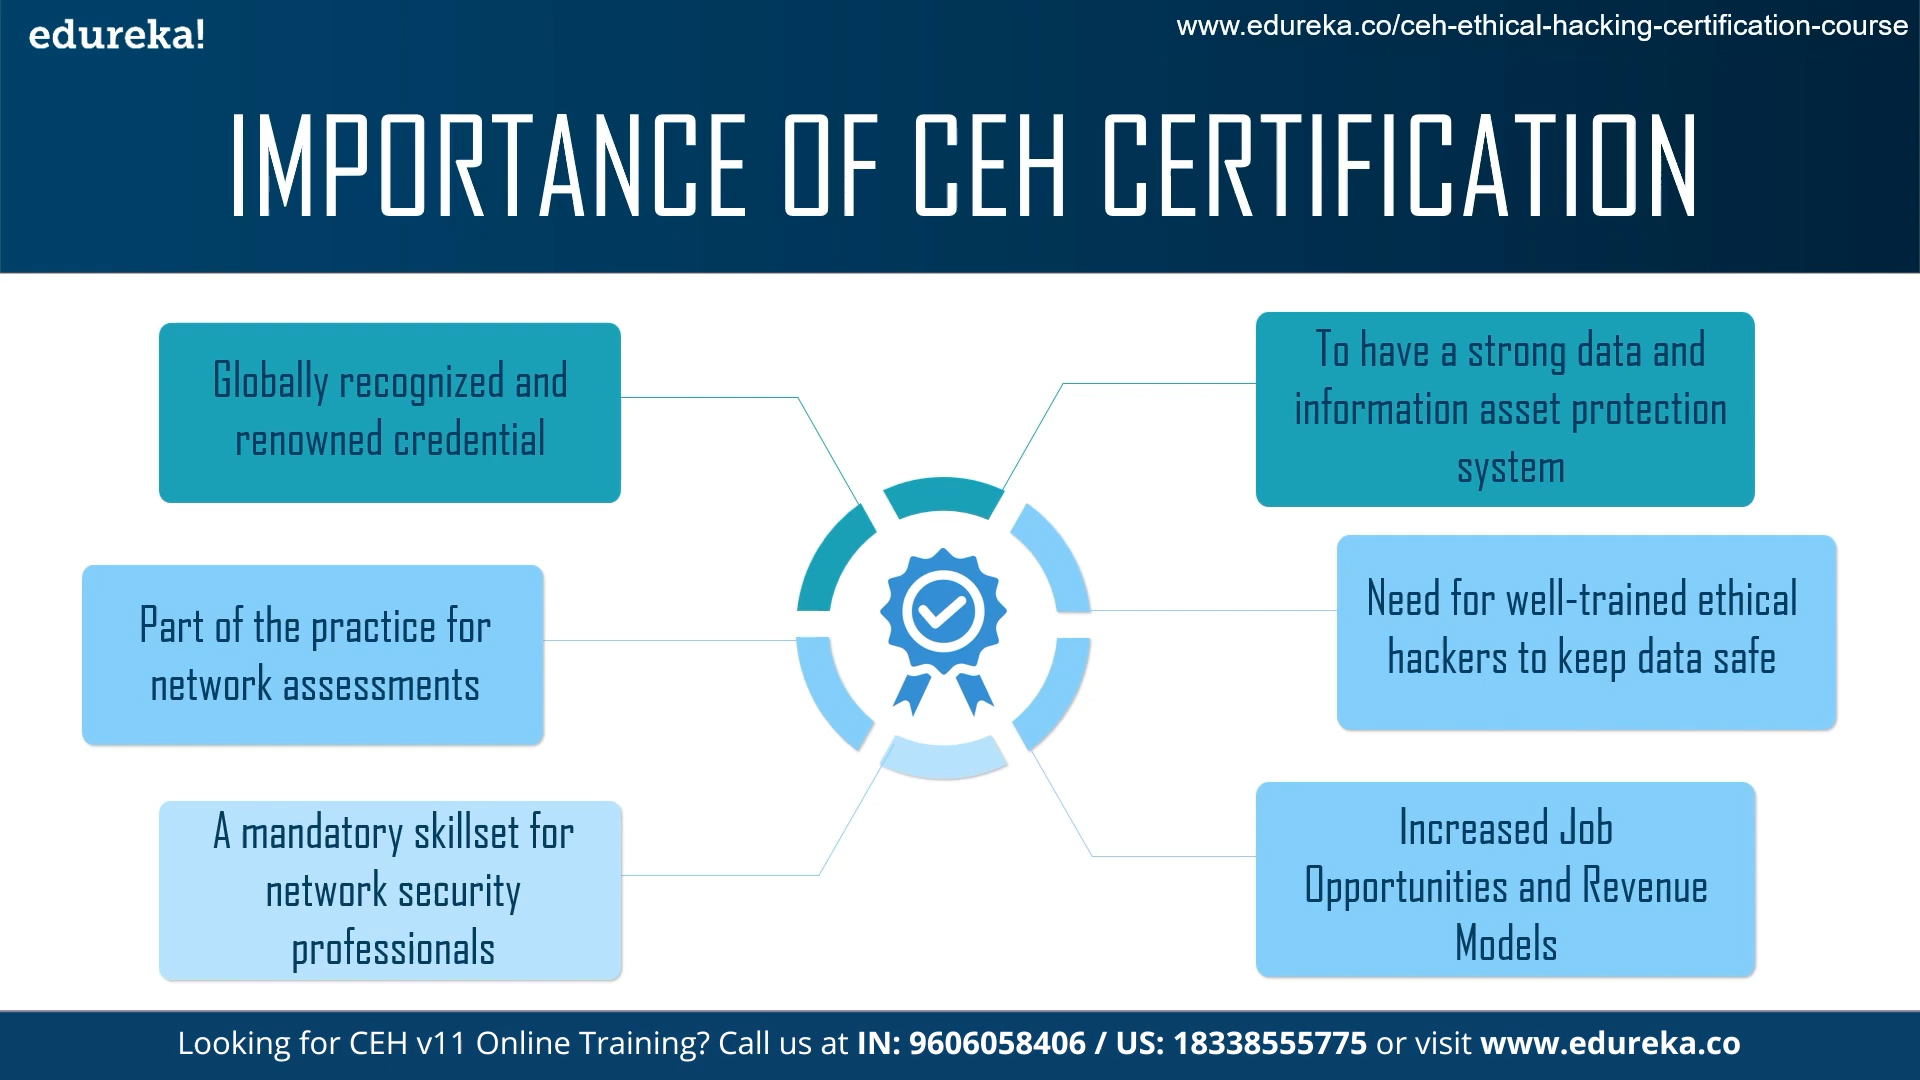 edureka!
www.edureka.co/ceh-ethical-hacking-certification-course
IMPORTANCE OF CEH CERTIFICATION
Globally recognized and
renowned credential
To have a strong data and
information asset protection
system
Part of the practice for
network assessments
Need for well-trained ethical
hackers to keep data safe
A mandatory skillset for
network security
professionals
Increased Job
Opportunities and Revenue
Models
Looking for CEH v11 Online Training? Call us at IN: 9606058406 / US: 18338555775 or visit www.edureka.co